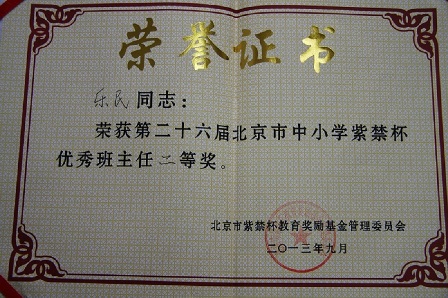 荣誉证书
乐民同志：
荣获第二十六届北京市中小学紫禁杯
优秀班主任二等奖。
北京市紫禁杯教育奖励基金管理委员会
二〇一三年九月